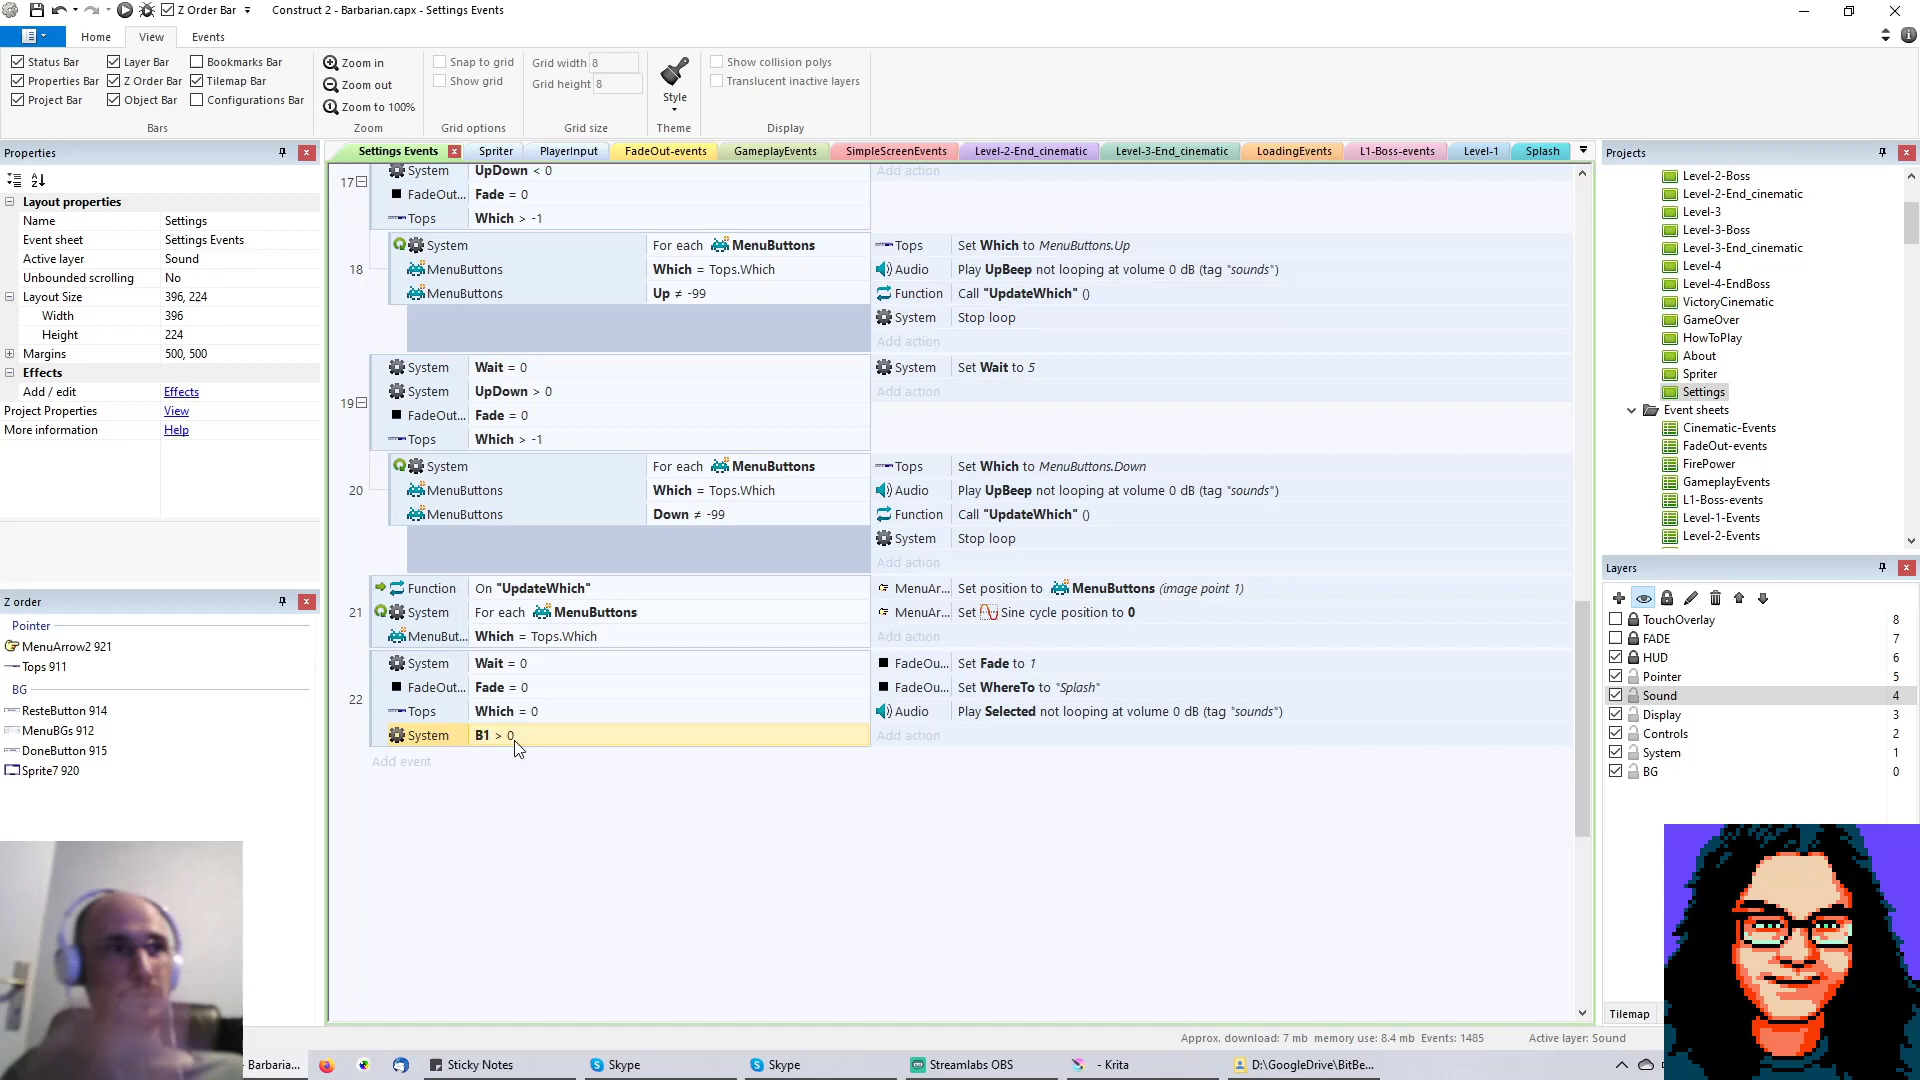 Z Order Bar
Construct 2 - Barbarian.capx - Settings Events
Home View Events
Status Bar Layer Bar Bookmarks Bar
Properties Bar Z Order Bar Tilemap Bar
Project Bar Object Bar Configurations Bar
Bars
Zoom in
Zoom out
Zoom to 100%
Zoom
Snap to grid
Show grid
Grid options
Grid width 8
Grid height 8
Grid size
Style
Theme
Show collision polys
Translucent inactive layers
Display
Properties
Layout properties
Name Settings
Event sheet Settings Events
Active layer Sound
Unbounded scrolling No
Layout Size 396, 224
Width 396
Height 224
Margins 500, 500
Effects
Add / edit Effects
Project Properties View
More information Help
Z order
Pointer
MenuArrow2 921
Tops 911
BG
ResteButton 914
MenuBGs 912
DoneButton 915
Sprite7 920
Settings Events Spriter PlayerInput FadeOut-events GameplayEvents SimpleScreenEvents Level-2-End_cinematic Level-3-End_cinematic LoadingEvents L1-Boss-events Level-1 Splash
17 System UpDown < 0 Add action
FadeOut... Fade = 0
Tops Which > -1
18 System For each MenuButtons Tops Set Which to MenuButtons.Up
MenuButtons Which = Tops.Which Audio Play UpBeep not looping at volume 0 dB (tag "sounds")
MenuButtons Up ≠ -99 Function Call "UpdateWhich" ()
System Stop loop
Add action
19 System Wait = 0 System Set Wait to 5
System UpDown > 0 Add action
FadeOut... Fade = 0
Tops Which > -1
20 System For each MenuButtons Tops Set Which to MenuButtons.Down
MenuButtons Which = Tops.Which Audio Play UpBeep not looping at volume 0 dB (tag "sounds")
MenuButtons Down ≠ -99 Function Call "UpdateWhich" ()
System Stop loop
Add action
21 Function On "UpdateWhich" MenuAr... Set position to MenuButtons (image point 1)
System For each MenuButtons MenuAr... Set Sine cycle position to 0
MenuBut... Which = Tops.Which Add action
22 System Wait = 0 FadeOu... Set Fade to 1
FadeOut... Fade = 0 FadeOu... Set WhereTo to "Splash"
Tops Which = 0 Audio Play Selected not looping at volume 0 dB (tag "sounds")
System B1 > 0 Add action
Add event
Projects
Level-2-Boss
Level-2-End_cinematic
Level-3
Level-3-Boss
Level-3-End_cinematic
Level-4
Level-4-EndBoss
VictoryCinematic
GameOver
HowToPlay
About
Spriter
Settings
Event sheets
Cinematic-Events
FadeOut-events
FirePower
GameplayEvents
L1-Boss-events
Level-1-Events
Level-2-Events
Layers
TouchOverlay 8
FADE 7
HUD 6
Pointer 5
Sound 4
Display 3
Controls 2
System 1
BG 0
Tilemap
Approx. download: 7 mb memory use: 8.4 mb Events: 1485 Active layer: Sound
Barbaria... Sticky Notes Skype Skype Streamlabs OBS - Krita D:\GoogleDrive\BitBe...